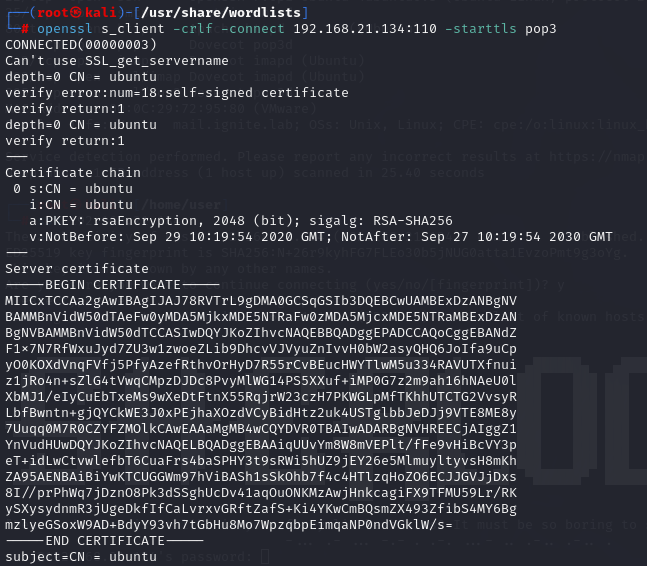 ┌──(root㉿kali)-[/usr/share/wordlists]
└─# openssl s_client -crlf -connect 192.168.21.134:110 -starttls pop3
CONNECTED(00000003)
Can't use SSL_get_servername
depth=0 CN = ubuntu
verify error:num=18:self-signed certificate
verify return:1
depth=0 CN = ubuntu
verify return:1
---
Certificate chain
 0 s:CN = ubuntu
   i:CN = ubuntu
   a:PKEY: rsaEncryption, 2048 (bit); sigalg: RSA-SHA256
   v:NotBefore: Sep 29 10:19:54 2020 GMT; NotAfter: Sep 27 10:19:54 2030 GMT
---
Server certificate
-----BEGIN CERTIFICATE-----
MIICxTCCAa2gAwIBAgIJAJ78RVTrL9gDMA0GCSqGSIb3DQEBCwUAMBExDzANBgNV
BAMMBnVidW50dTAeFw0yMDA5MjkxMDE5NTRaFw0zMDA5MjcxMDE5NTRaMBExDzAN
BgNVBAMMBnVidW50dTCCASIwDQYJKoZIhvcNAQEBBQADggEPADCCAQoCggEBANdZ
F1×7N7RfWxuJyd7ZU3w1zwoeZLib9DhcvVJVyuZnIvvH0bW2asyQHQ6JoIfa9uCp
yO0KOXdVnqFVfj5PfyAzefRthvOrHyD7R55rCvBEucHWYTlwM5u334RAVUTXfnui
z1jRo4n+sZlG4tVwqCMpzDJDc8PvyMlWG14PS5XXuf+iMP0G7z2m9ah16hNAeU0l
XbMJ1/eIyCuEbTxeMs9wXeDtFtnX55RqjrW23czH7PKWGLpMfTKhhUTCTG2VvsyR
LbfBwntn+gjQYCkWE3J0xPEjhaXOzdVCyBidHtz2uk4USTglbbJeDJj9VTE8ME8y
7Uuqq0M7R0CZYFZMOlkCAwEAAaMgMB4wCQYDVR0TBAIwADARBgNVHREECjAIggZ1
YnVudHUwDQYJKoZIhvcNAQELBQADggEBAAiqUUvYm8W8mVEPlt/fFe9vHiBcVY3p
eT+idLwCtvwlefbT6CuaFrs4baSPHY3t9sRWi5hUZ9jEY26e5MlmuyltyvsH8mKh
ZA95AENBAiBiYwKTCUGGWm97hViBASh1sSkOhb7f4c4HTlzqHoZO6ECJJGVJjDxs
8I//prPhWq7jDznO8Pk3dSSghUcDv41aqOuONKMzAwjHnkcagiFX9TFMU59Lr/RK
ySXysydnmR3jUgeDkfIfCaLvrxvGRftZafS+Ki4YKwCmBQsmZX493ZfibS4MY6Bg
mzlyeGSoxW9AD+BdyY93vh7tGbHu8Mo7WpzqbpEimqaNP0ndVGklW/s=
-----END CERTIFICATE-----
subject=CN = ubuntu